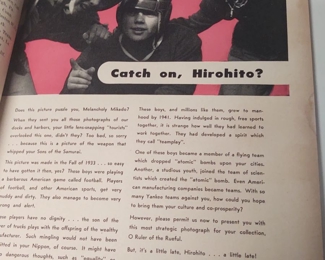 Catch on, Hirohito?
Does this picture puzzle you, Melancholy Mikado?
When they sent you all those photographs of our
docks and harbors, your little bowsnapping "tourists"
overlooked this one, didn't they? Too bad, so sorry
. . . because this is a picture of the weapon that
whipped your Sons of the Samurai.
This picture was made in the Fall of 1933 . . . so easy
to have gotten it then, yes? These boys were playing
a barbarian American game called football. Players
of football, and other American sports, get very
muddy and dirty. They also manage to become very
strong and alert.
players have no dignity . . . the son of the
of trucks plays with the offspring of the wealthy
Such mingling would not have been
in your Nippon, of course. It might have
dangerous thoughts, such as "equality"
These boys, and millions like them, grew to man-
hood by 1941. Having indulged in rough, free sports
together, it is strange how well they had learned to
work together. They had developed a spirit which
they call "teamplay".
One of these boys became a member of a flying team
which dropped "atomic" bombs upon your cities.
Another, a studious youth, joined the team of scien-
tists which created the "atomic" bomb. Even Ameri-
can manufacturing companies became teams. With so
many Yankee teams against you, how could you hope
to bring them your culture and co-prosperity?
However, please permit us now to present you with
this most strategic photograph for your collection,
O Ruler of the Rueful.
But, it's a little late, Hirohito . . . a little late!